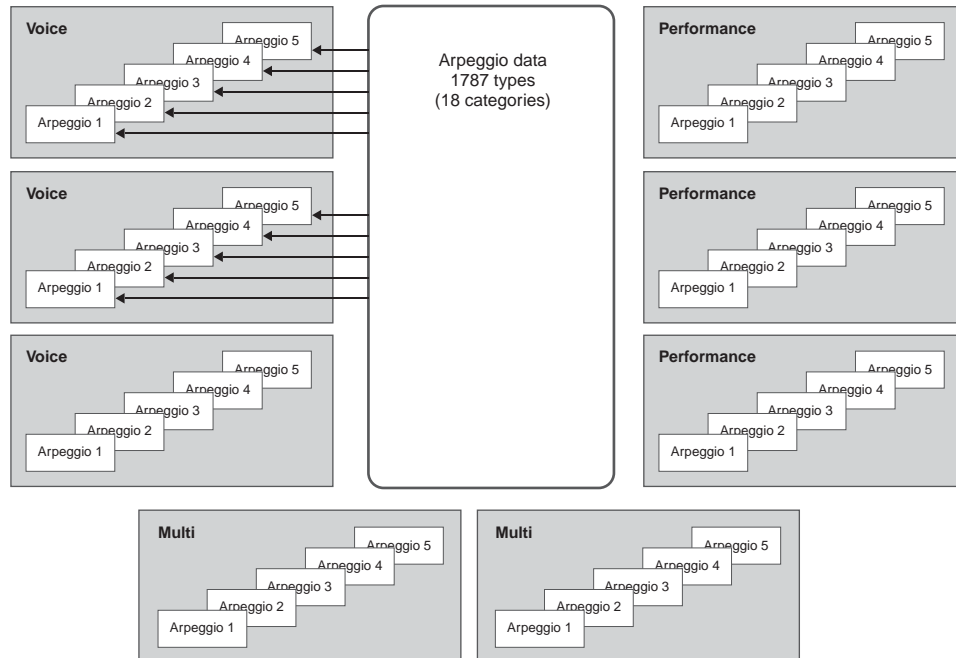 Voice
Arpeggio 5
Arpeggio 4
Arpeggio 3
Arpeggio 2
Arpeggio 1
Arpeggio data
1787 types
(18 categories)
Performance
Arpeggio 5
Arpeggio 4
Arpeggio 3
Arpeggio 2
Arpeggio 1
Voice
Arpeggio 5
Arpeggio 4
Arpeggio 3
Arpeggio 2
Arpeggio 1
Performance
Arpeggio 5
Arpeggio 4
Arpeggio 3
Arpeggio 2
Arpeggio 1
Voice
Arpeggio 5
Arpeggio 4
Arpeggio 3
Arpeggio 2
Arpeggio 1
Performance
Arpeggio 5
Arpeggio 4
Arpeggio 3
Arpeggio 2
Arpeggio 1
Multi
Arpeggio 5
Arpeggio 4
Arpeggio 3
Arpeggio 2
Arpeggio 1
Multi
Arpeggio 5
Arpeggio 4
Arpeggio 3
Arpeggio 2
Arpeggio 1